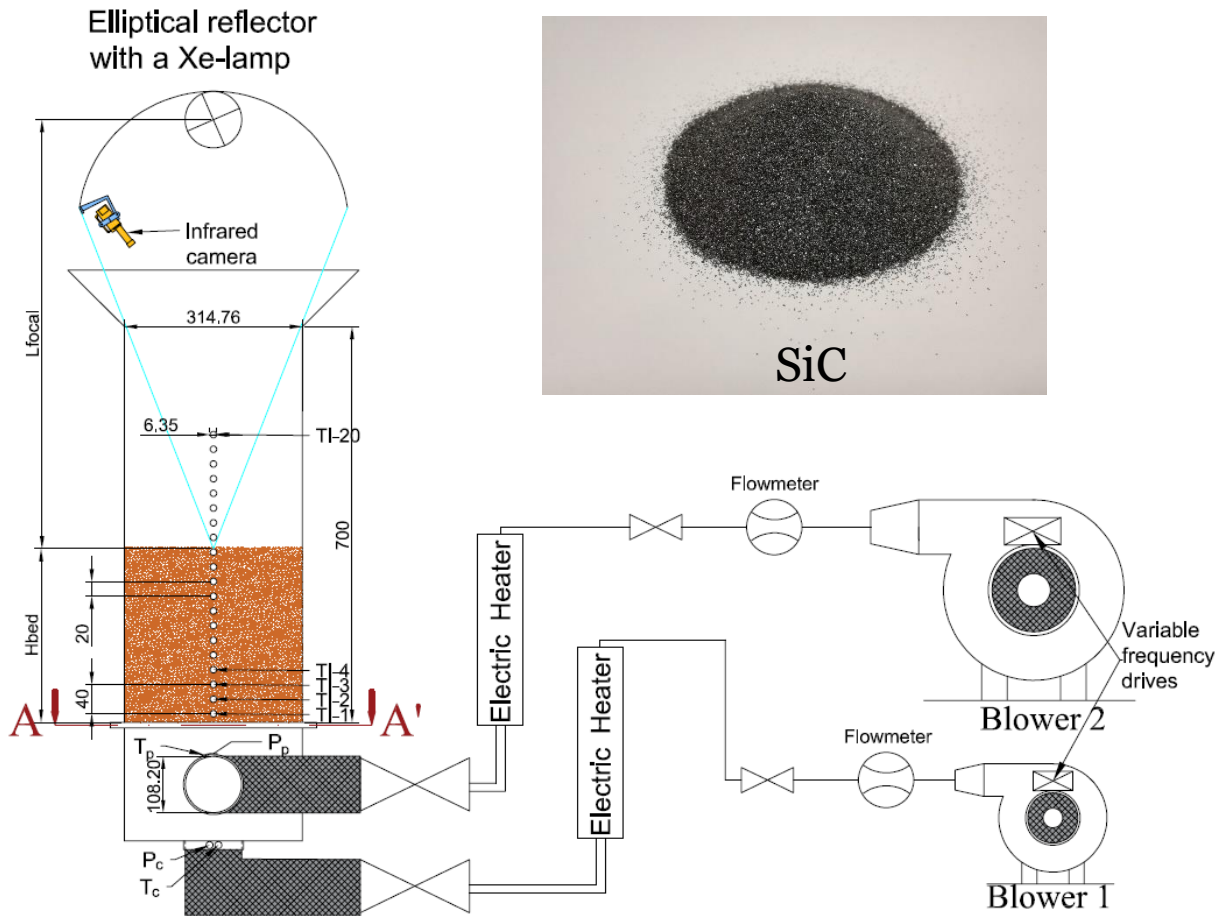 Elliptical reflector
with a Xe-lamp
Infrared
camera
Lfocal
314.76
SiC
6.35
TI-20
700
Flowmeter
Electric Heater
Hbed
20
Variable
frequency
drives
TI-4
TI-3
TI-2
TI-1
40
A
A'
Blower 2
Electric Heater
Flowmeter
Tp
Pp
108.20
Pc
Tc
Blower 1